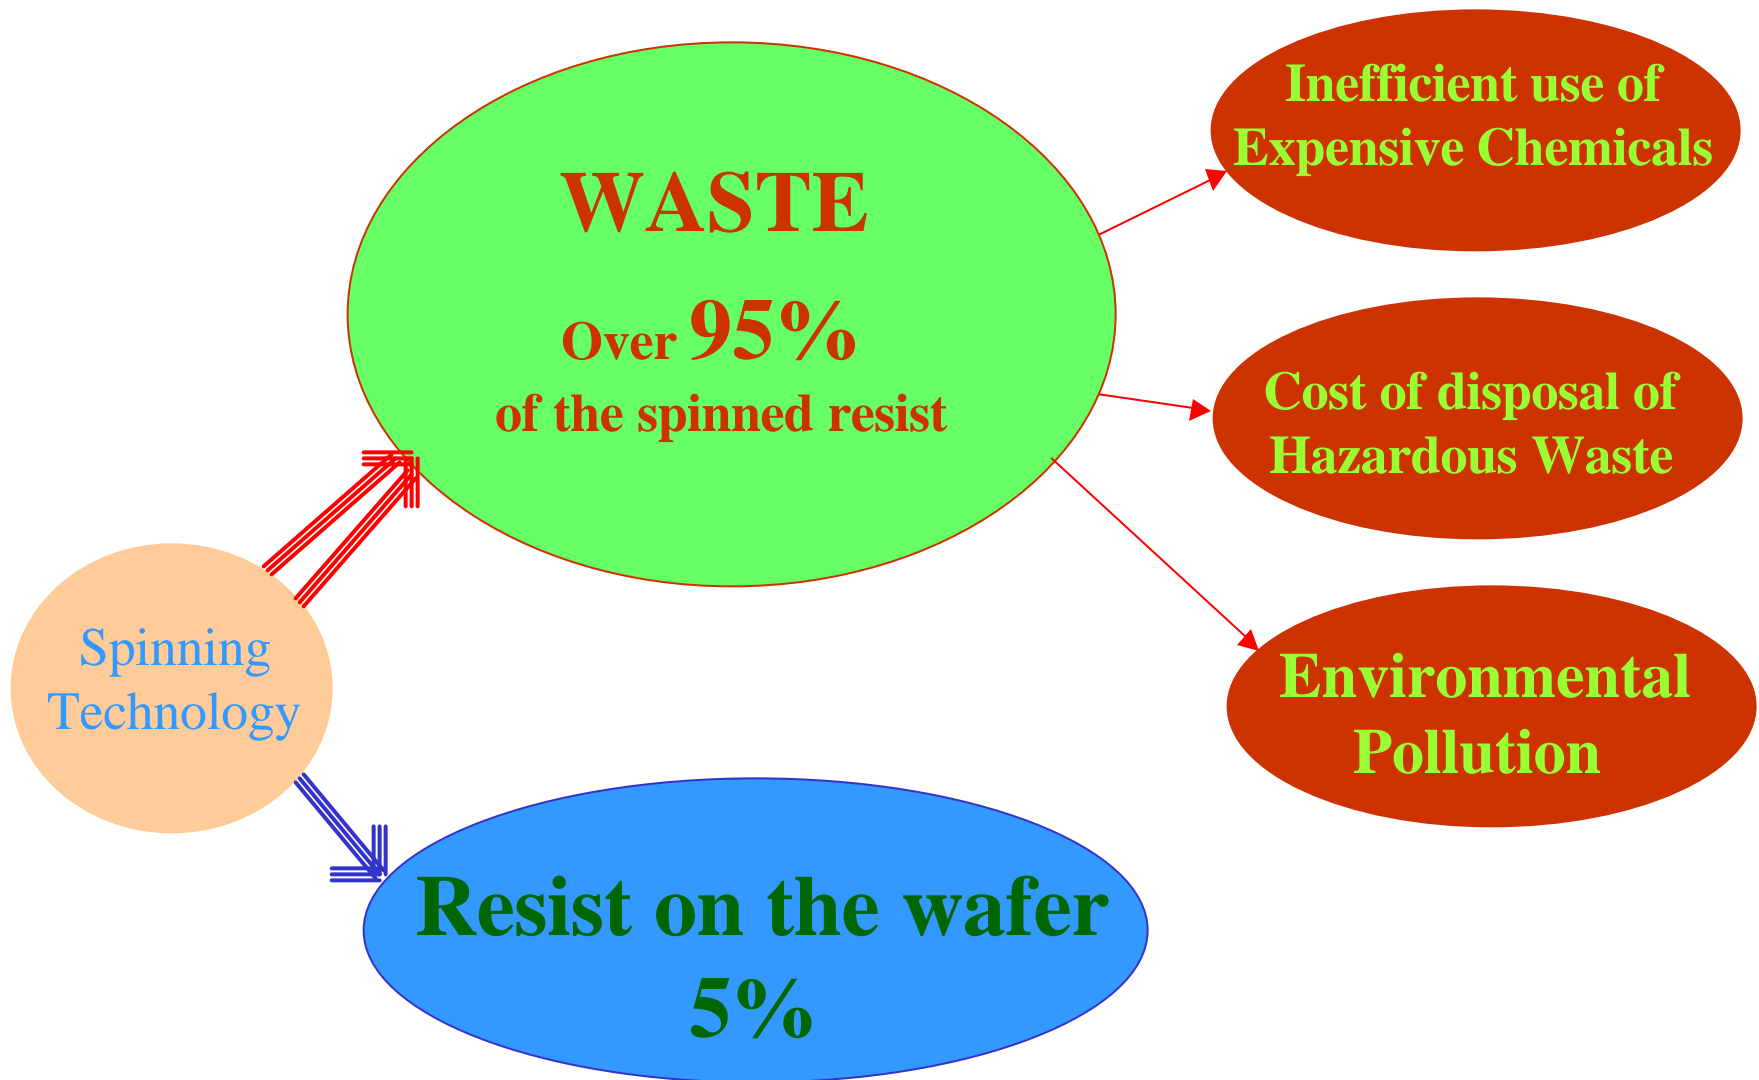 WASTE
Over 95%
of the spinned resist
Inefficient use of
Expensive Chemicals
Cost of disposal of
Hazardous Waste
Environmental
Pollution
Spinning
Technology
Resist on the wafer
5%